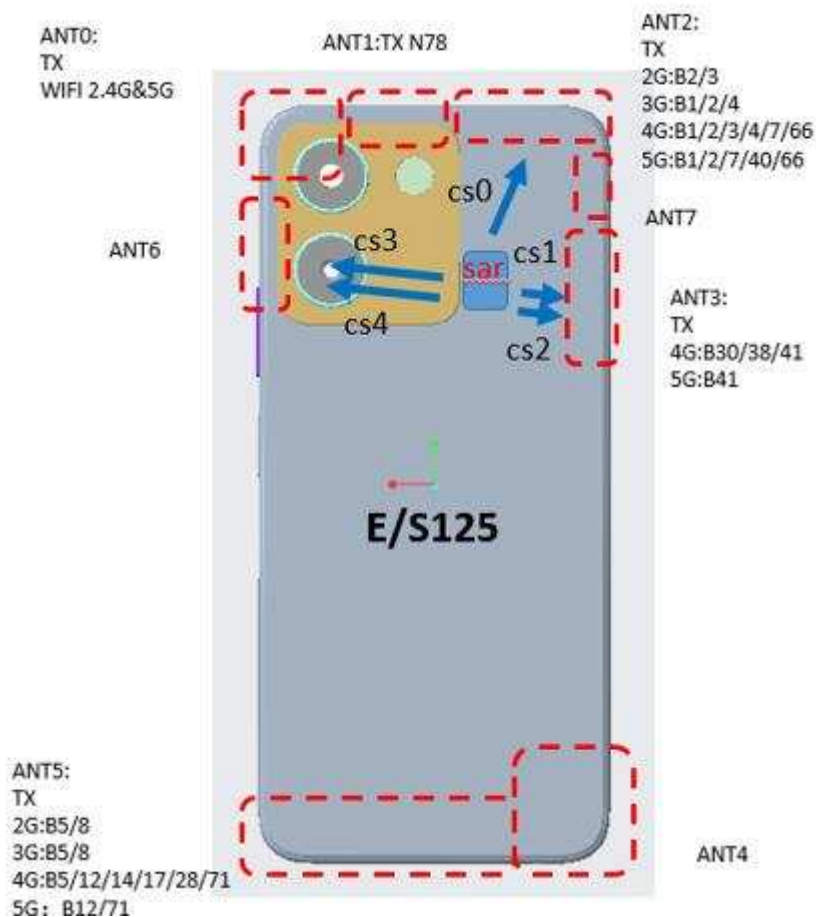 ANT0:
TX
WIFI 2.4G&5G
ANT1:TX N78
ANT2:
TX
2G:B2/3
3G:B1/2/4
4G:B1/2/3/4/7/66
5G:B1/2/7/40/66
cs0
ANT7
ANT6
cs3
sar
cs1
cs4
cs2
ANT3:
TX
4G:B30/38/41
5G:B41
E/S125
ANT5:
TX
2G:B5/8
3G:B5/8
4G:B5/12/14/17/28/71
5G：B12/71
ANT4